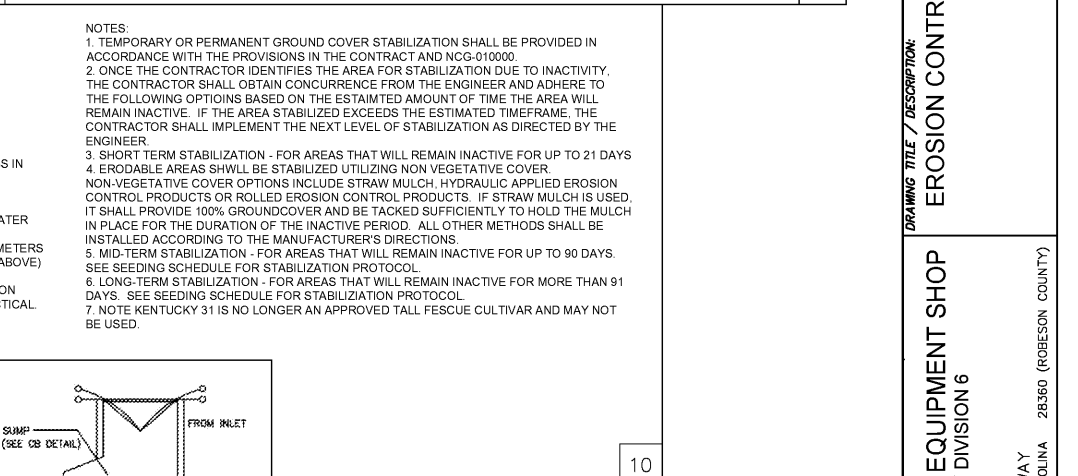 NOTES:
1. TEMPORARY OR PERMANENT GROUND COVER STABILIZATION SHALL BE PROVIDED IN
ACCORDANCE WITH THE PROVISIONS IN THE CONTRACT AND NCG-010000.
2. ONCE THE CONTRACTOR IDENTIFIES THE AREA FOR STABILIZATION DUE TO INACTIVITY,
THE CONTRACTOR SHALL OBTAIN CONCURRENCE FROM THE ENGINEER AND ADHERE TO
THE FOLLOWING OPTIOINS BASED ON THE ESTAIMTED AMOUNT OF TIME THE AREA WILL
REMAIN INACTIVE. IF THE AREA STABILIZED EXCEEDS THE ESTIMATED TIMEFRAME, THE
CONTRACTOR SHALL IMPLEMENT THE NEXT LEVEL OF STABILIZATION AS DIRECTED BY THE
ENGINEER.
3. SHORT TERM STABILIZATION - FOR AREAS THAT WILL REMAIN INACTIVE FOR UP TO 21 DAYS
4. ERODABLE AREAS SHWLL BE STABILIZED UTILIZING NON VEGETATIVE COVER.
NON-VEGETATIVE COVER OPTIONS INCLUDE STRAW MULCH, HYDRAULIC APPLIED EROSION
CONTROL PRODUCTS OR ROLLED EROSION CONTROL PRODUCTS. IF STRAW MULCH IS USED,
IT SHALL PROVIDE 100% GROUNDCOVER AND BE TACKED SUFFICIENTLY TO HOLD THE MULCH
IN PLACE FOR THE DURATION OF THE INACTIVE PERIOD. ALL OTHER METHODS SHALL BE
INSTALLED ACCORDING TO THE MANUFACTURER'S DIRECTIONS.
5. MID-TERM STABILIZATION - FOR AREAS THAT WILL REMAIN INACTIVE FOR UP TO 90 DAYS.
SEE SEEDING SCHEDULE FOR STABILIZATION PROTOCOL.
6. LONG-TERM STABILIZATION - FOR AREAS THAT WILL REMAIN INACTIVE FOR MORE THAN 91
DAYS. SEE SEEDING SCHEDULE FOR STABILIZIATION PROTOCOL.
7. NOTE KENTUCKY 31 IS NO LONGER AN APPROVED TALL FESCUE CULTIVAR AND MAY NOT
BE USED.
S IN
ATER
METERS
ABOVE)
ON
TICAL.
SUMP
(SEE CB DETAIL)
FROM INLET
10
DRAWING TITLE / DESCRIPTION:
EROSION CONTR
EQUIPMENT SHOP
DIVISION 6
WAY
OLINA 28360 (ROBESON COUNTY)